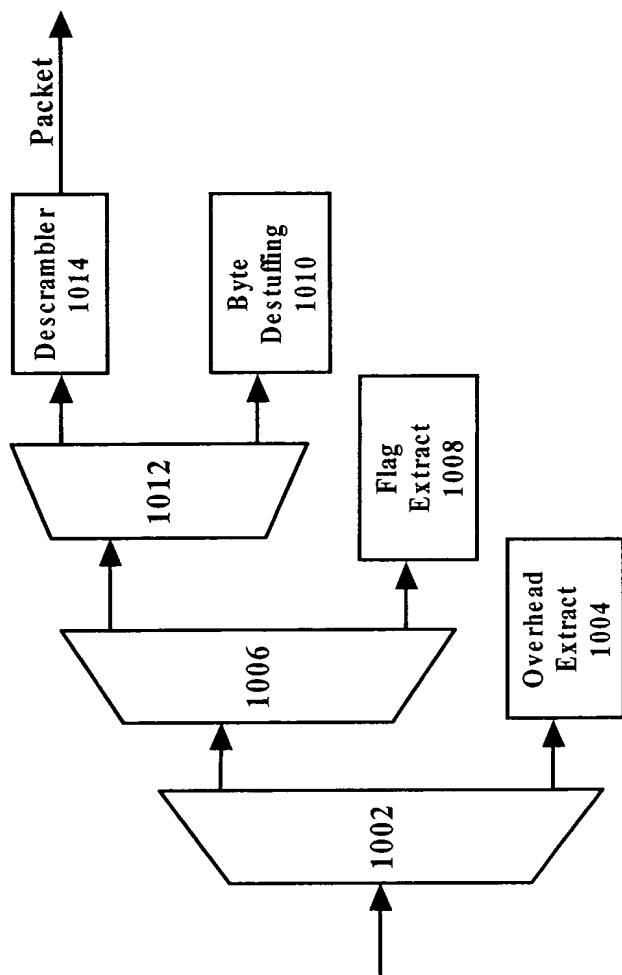 Packet
Descrambler
1014
Byte
Destuffing
1010
1012
Flag
Extract
1008
1006
Overhead
Extract
1004
1002